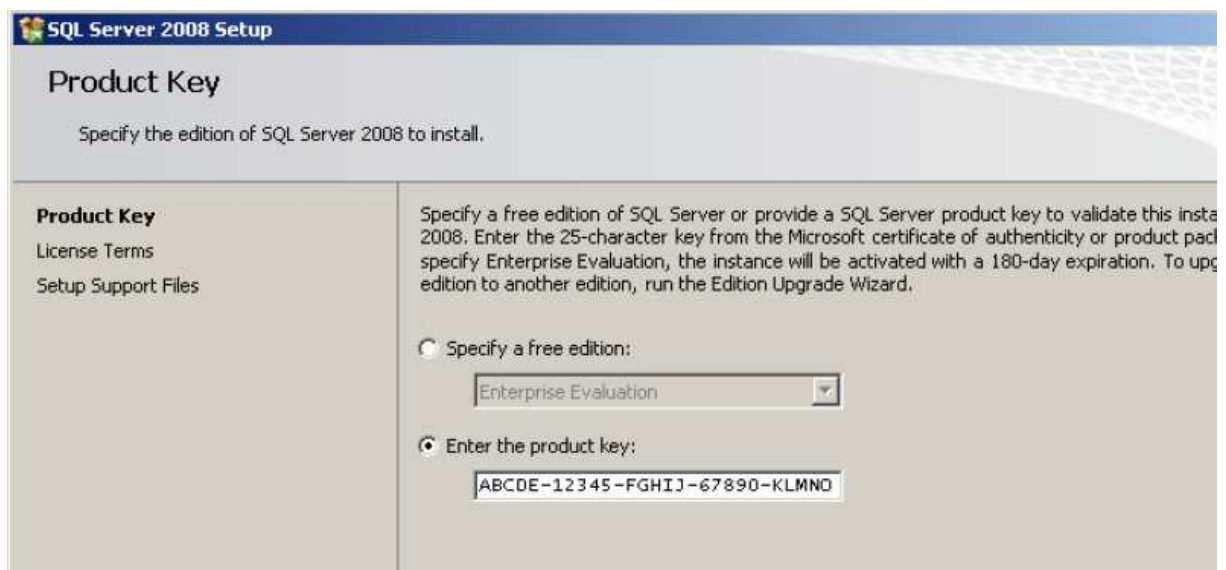 SQL Server 2008 Setup
Product Key
Specify the edition of SQL Server 2008 to install.
Product Key
License Terms
Setup Support Files
Specify a free edition of SQL Server or provide a SQL Server product key to validate this insta
2008. Enter the 25-character key from the Microsoft certificate of authenticity or product pac
specify Enterprise Evaluation, the instance will be activated with a 180-day expiration. To upg
edition to another edition, run the Edition Upgrade Wizard.
Specify a free edition:
Enterprise Evaluation
Enter the product key:
ABCDE-12345-FGHIJ-67890-KLMNO